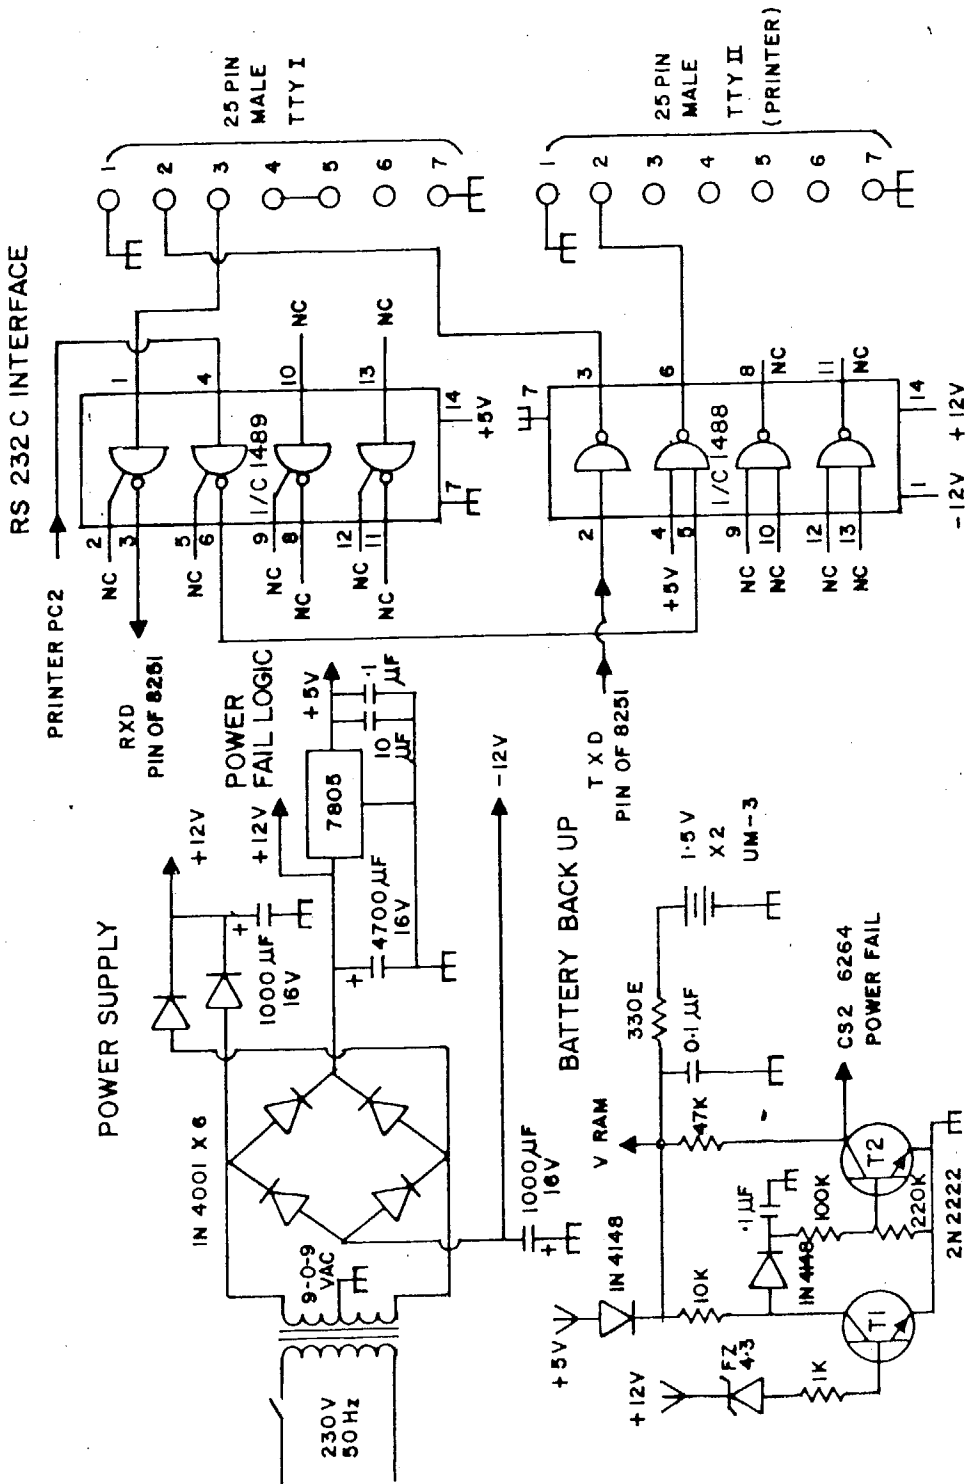 RS 232 C INTERFACE
PRINTER PC2
RXD
PIN OF 8251
NC
2
3
NC
5
6
NC
9
8
NC
NC
12
11
NC
1
4
10
NC
13
NC
I/C 1489
7
14
+5V
1
2
3
4
5
6
7
25 PIN
MALE
TTY I
T X D
PIN OF 8251
2
+5V
4
5
NC
9
NC
10
NC
12
NC
13
7
3
6
8
NC
11
NC
I/C 1488
1
14
-12V
+12V
1
2
3
4
5
6
7
25 PIN
MALE
TTY II
(PRINTER)
POWER SUPPLY
230V
50 Hz
9-0-9
VAC
IN 4001 X 6
+12V
+
1000 µF
16V
POWER
FAIL LOGIC
+12V
7805
+5V
+
4700 µF
16V
10
µF
.1
µF
-12V
1000 µF
16V
+
BATTERY BACK UP
+5V
IN 4148
V RAM
330E
1.5V
X2
UM-3
0.1 µF
47K
10K
+12V
FZ
4.3
1K
T1
IN 4148
.1 µF
100K
220K
T2
2N 2222
CS2 6264
POWER FAIL